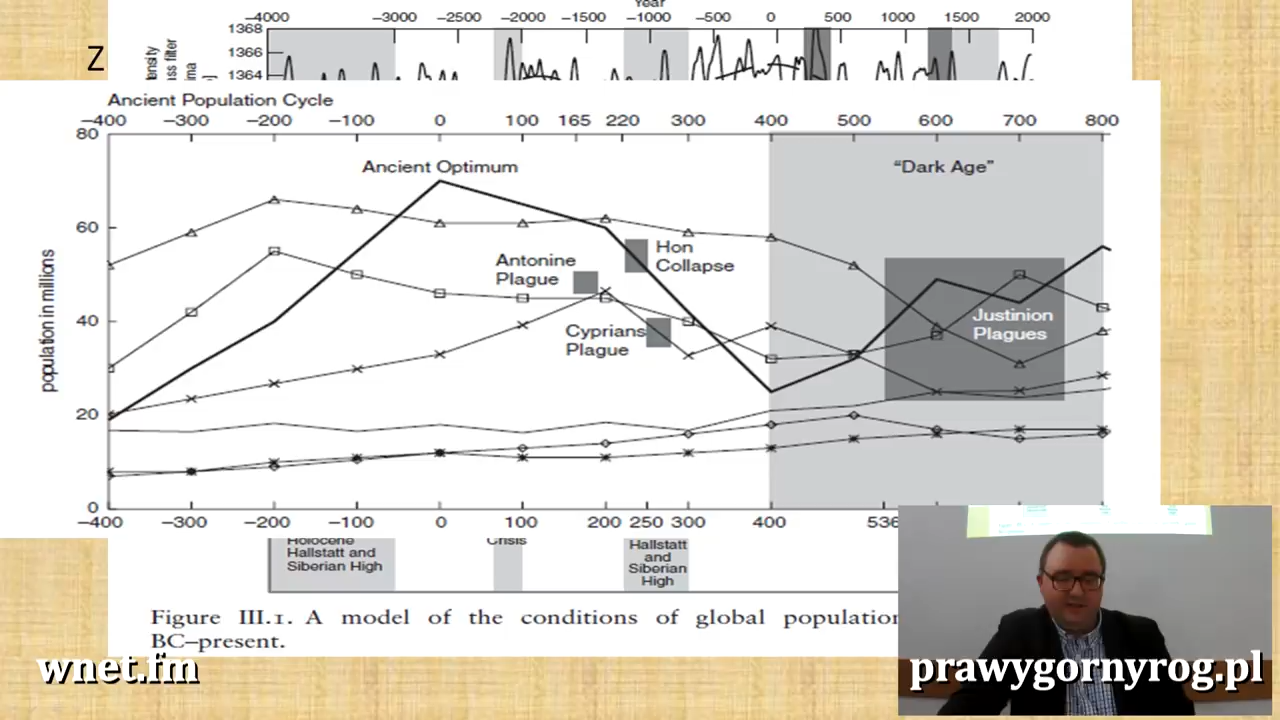 Year
−4000 −3000 −2500 −2000 −1500 −1000 −500 0 500 1000 1500 2000
1368
1366
1364
Z
Ancient Population Cycle
−400 −300 −200 −100 0 100 165 220 300 400 500 600 700 800
80
60
40
20
0
population in millions
Ancient Optimum
"Dark Age"
Hon
Collapse
Antonine
Plague
Cyprians
Plague
Justinion
Plagues
−400 −300 −200 −100 0 100 200 250 300 400 536
Holocene
Hallstatt and
Siberian High
Crisis
Hallstatt
and
Siberian
High
Figure III.1. A model of the conditions of global population
BC–present.
wnet.fm
prawygornyrog.pl